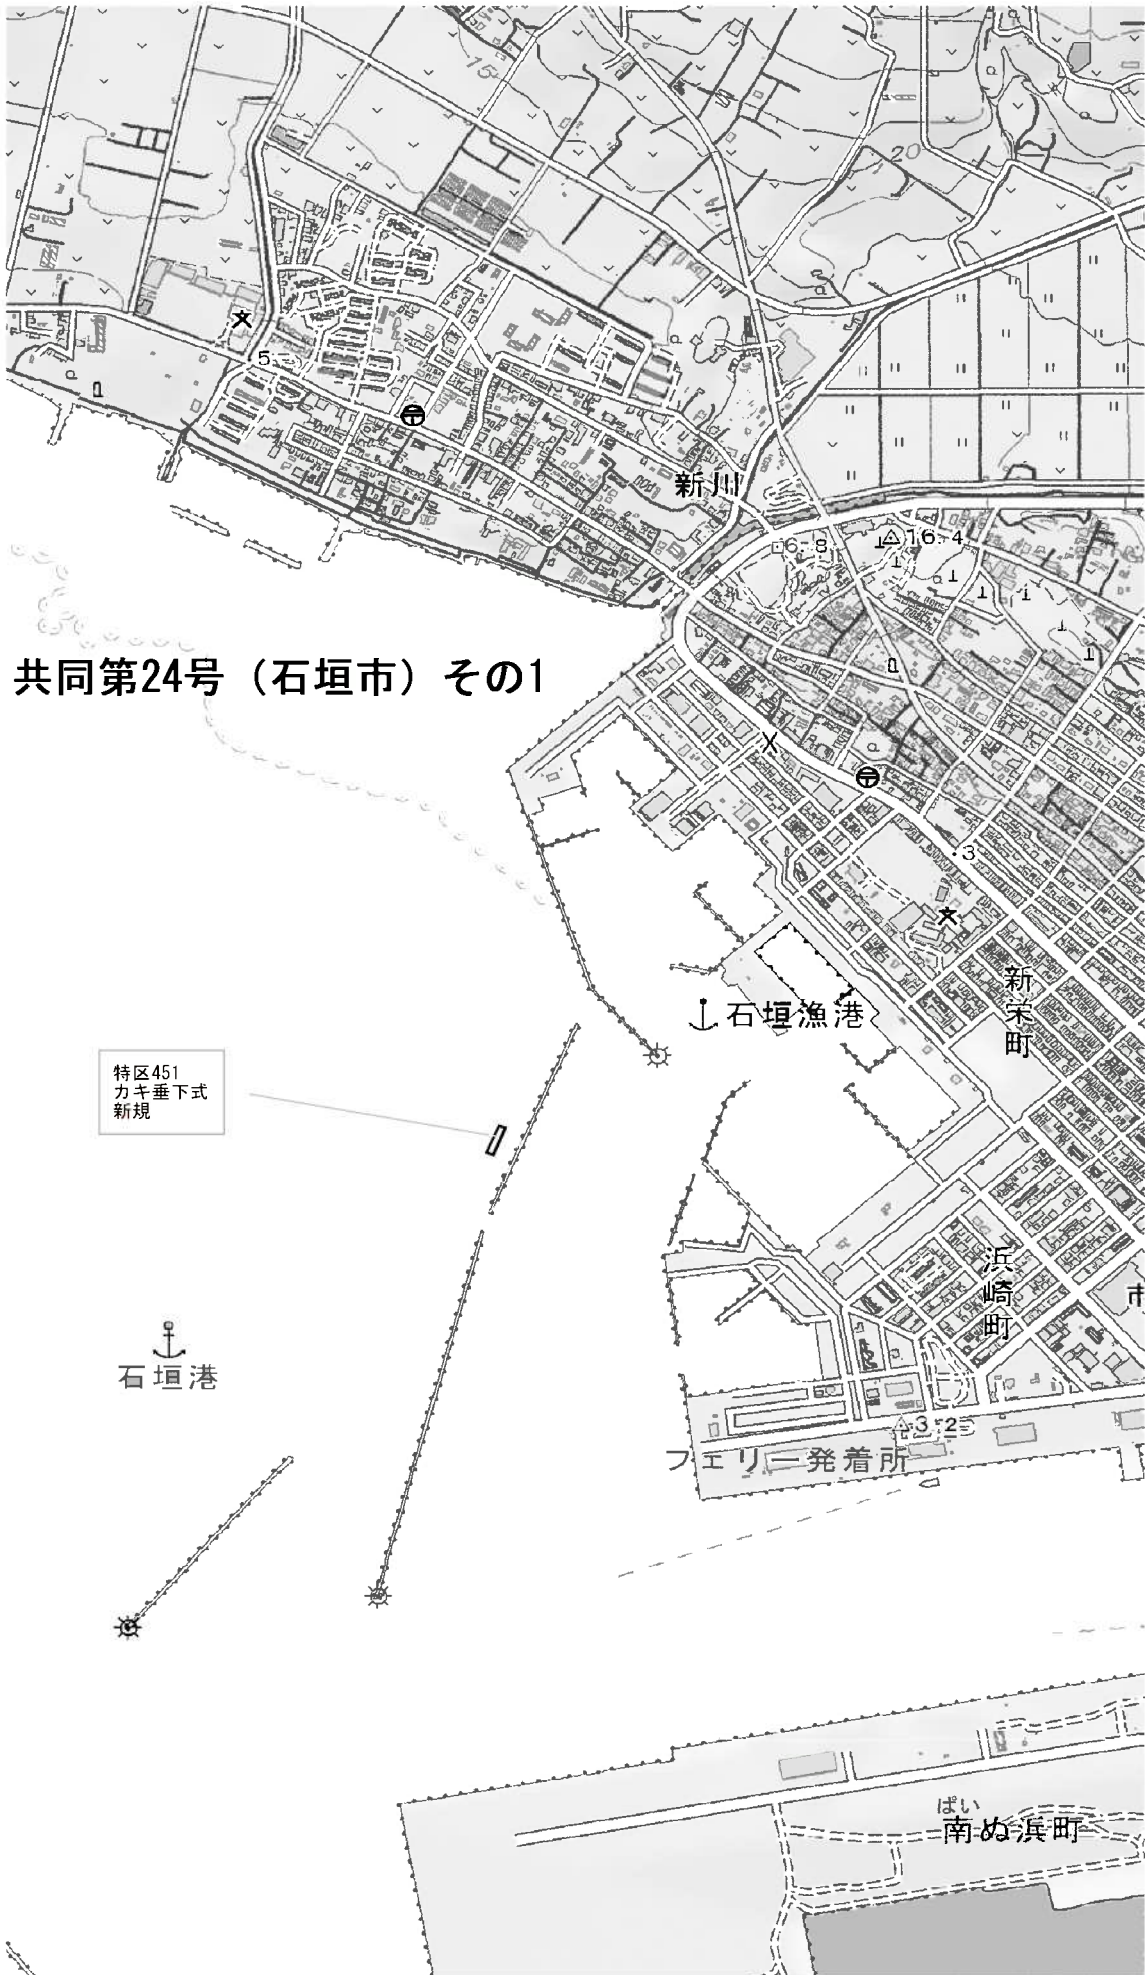 15
20
5
新川
6.8
16.4
共同第24号（石垣市）その1
3
新栄町
石垣漁港
特区451
カキ垂下式
新規
浜崎町
市
石垣港
3.2
フェリー発着所
ぱい
南ぬ浜町